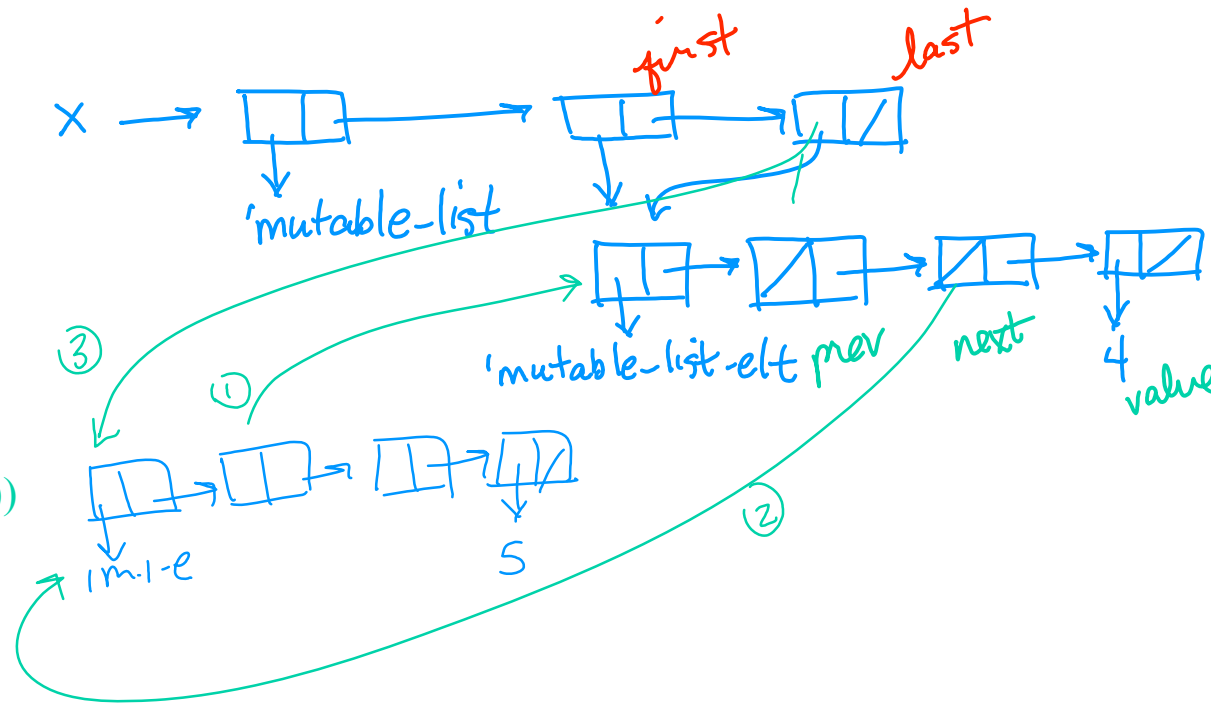 first
last
X
'mutable-list
'mutable-list-elt
prev
next
4
value
③
①
)
'm-l-e
5
②